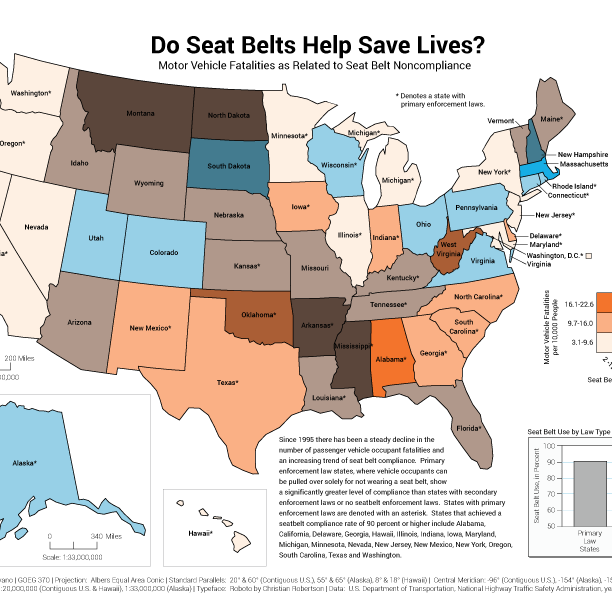 Do Seat Belts Help Save Lives?
Motor Vehicle Fatalities as Related to Seat Belt Noncompliance
* Denotes a state with
primary enforcement laws.
Washington*
Montana
North Dakota
Minnesota*
Michigan*
Vermont
Maine*
Oregon*
Idaho
South Dakota
Wisconsin*
Michigan*
New York*
New Hampshire
Massachusetts
Wyoming
Rhode Island*
Connecticut*
Iowa*
Nebraska
Pennsylvania
New Jersey*
Nevada
Utah
Colorado
Illinois*
Indiana*
Ohio
Delaware*
Maryland*
West
Virginia
Washington, D.C.*
Virginia
Virginia
Kansas*
Missouri
Kentucky*
North Carolina*
Tennessee*
Arizona
New Mexico*
Oklahoma*
Arkansas*
South
Carolina*
Mississippi*
Alabama*
Georgia*
Texas*
Louisiana*
Florida*
Motor Vehicle Fatalities
per 10,000 People
16.1-22.6
9.7-16.0
3.1-9.6
Seat Be
200 Miles
Alaska*
0 340 Miles
Scale: 1:33,000,000
Hawaii*
Since 1995 there has been a steady decline in the
number of passenger vehicle occupant fatalities and
an increasing trend of seat belt compliance. Primary
enforcement law states, where vehicle occupants can
be pulled over solely for not wearing a seat belt, show
a significantly greater level of compliance than states with secondary
enforcement laws or no seatbelt enforcement laws. States with primary
enforcement laws are denoted with an asterisk. States that achieved a
seatbelt compliance rate of 90 percent or higher include Alabama,
California, Delaware, Georgia, Hawaii, Illinois, Indiana, Iowa, Maryland,
Michigan, Minnesota, Nevada, New Jersey, New Mexico, New York, Oregon,
South Carolina, Texas and Washington.
Seat Belt Use by Law Type
Seat Belt Use, in Percent
100
90
80
70
60
50
Primary
Law
States
vano | GOEG 370 | Projection: Albers Equal Area Conic | Standard Parallels: 20° & 60° (Contiguous U.S.), 55° & 65° (Alaska), 8° & 18° (Hawaii) | Central Meridian: -96° (Contiguous U.S.), -154° (Alaska), -15
:20,000,000 (Contiguous U.S. & Hawaii), 1:33,000,000 (Alaska) | Typeface: Roboto by Christian Robertson | Data: U.S. Department of Transportation, National Highway Traffic Safety Administration, ye